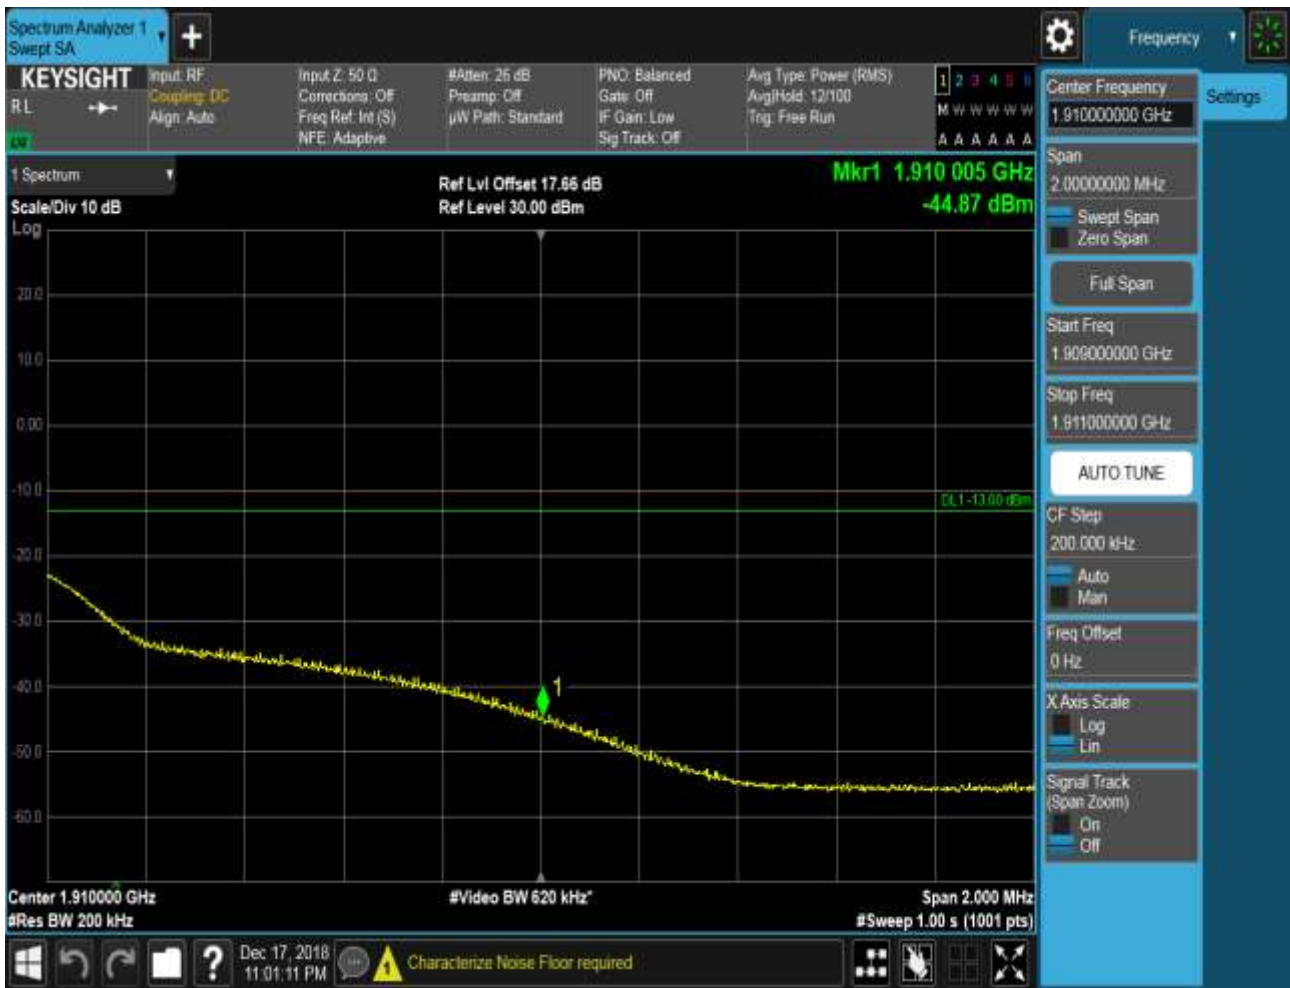 Spectrum Analyzer 1
Swept SA
Frequency
KEYSIGHT
R L
Input: RF
Coupling: DC
Align: Auto
Input Z: 50 Ω
Corrections: Off
Freq Ref: Int (S)
NFE: Adaptive
#Atten: 26 dB
Preamp: Off
µW Path: Standard
PNO: Balanced
Gate: Off
IF Gain: Low
Sig Track: Off
Avg Type: Power (RMS)
Avg|Hold: 12/100
Trig: Free Run
1 2 3 4 5 6
M W W W W W
A A A A A A
1 Spectrum
Scale/Div 10 dB
Log
Ref Lvl Offset 17.66 dB
Ref Level 30.00 dBm
Mkr1 1.910 005 GHz
-44.87 dBm
20.0
10.0
0.00
-10.0
-20.0
-30.0
-40.0
-50.0
-60.0
DL1 -13.00 dBm
1
Center 1.910000 GHz
#Res BW 200 kHz
#Video BW 620 kHz*
Span 2.000 MHz
#Sweep 1.00 s (1001 pts)
Center Frequency
1.910000000 GHz
Settings
Span
2.00000000 MHz
Swept Span
Zero Span
Full Span
Start Freq
1.909000000 GHz
Stop Freq
1.911000000 GHz
AUTO TUNE
CF Step
200.000 kHz
Auto
Man
Freq Offset
0 Hz
X Axis Scale
Log
Lin
Signal Track
(Span Zoom)
On
Off
?
Dec 17, 2018
11:01:11 PM
1
Characterize Noise Floor required